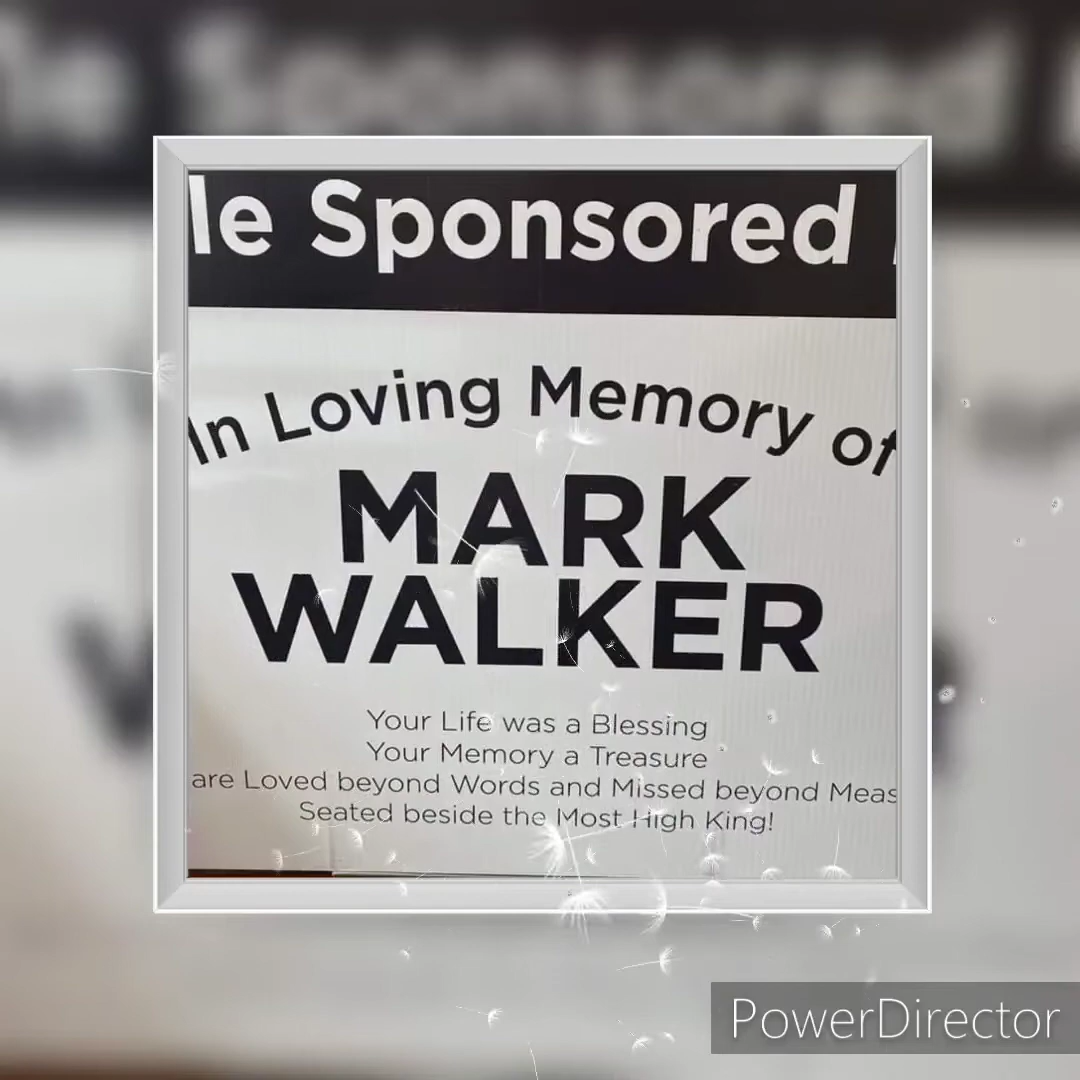 le Sponsored
In Loving Memory of
MARK
WALKER
Your Life was a Blessing
Your Memory a Treasure
are Loved beyond Words and Missed beyond Meas
Seated beside the Most High King!
PowerDirector